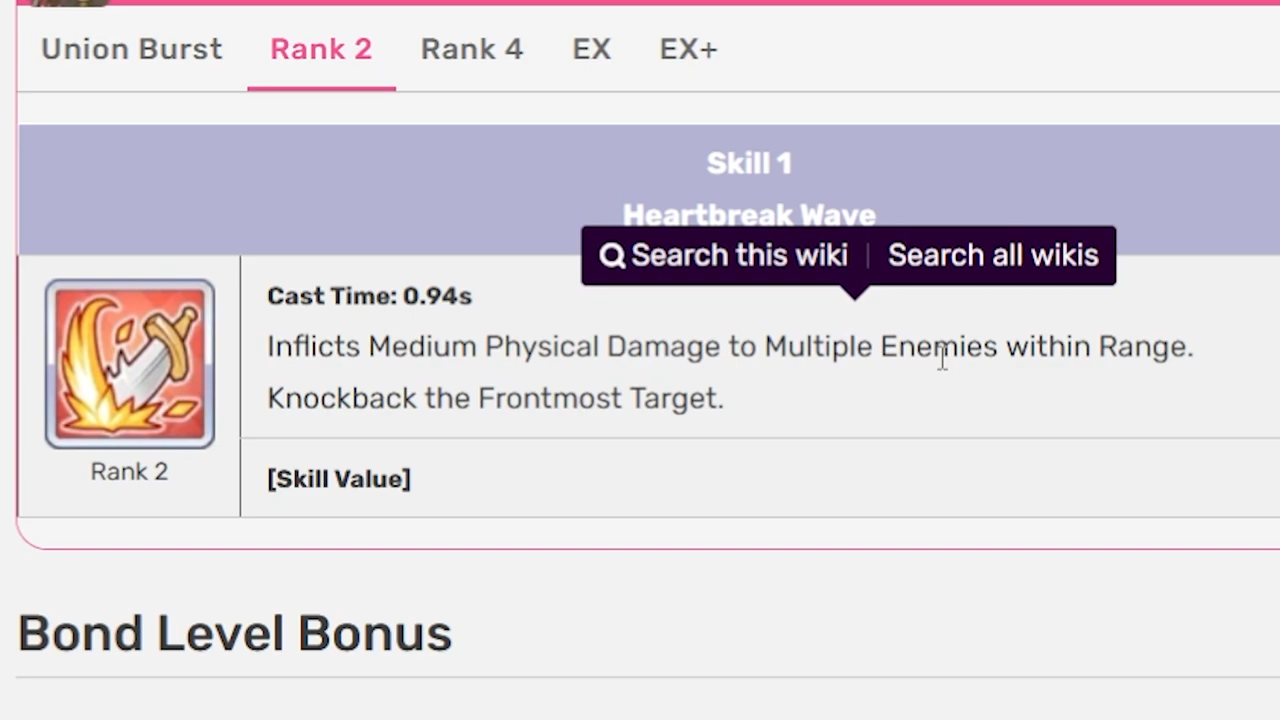 Union Burst Rank 2 Rank 4 EX EX+
Skill 1
Heartbreak Wave
Search this wiki Search all wikis
Cast Time: 0.94s
Inflicts Medium Physical Damage to Multiple Enemies within Range.
Knockback the Frontmost Target.
Rank 2
[Skill Value]
Bond Level Bonus